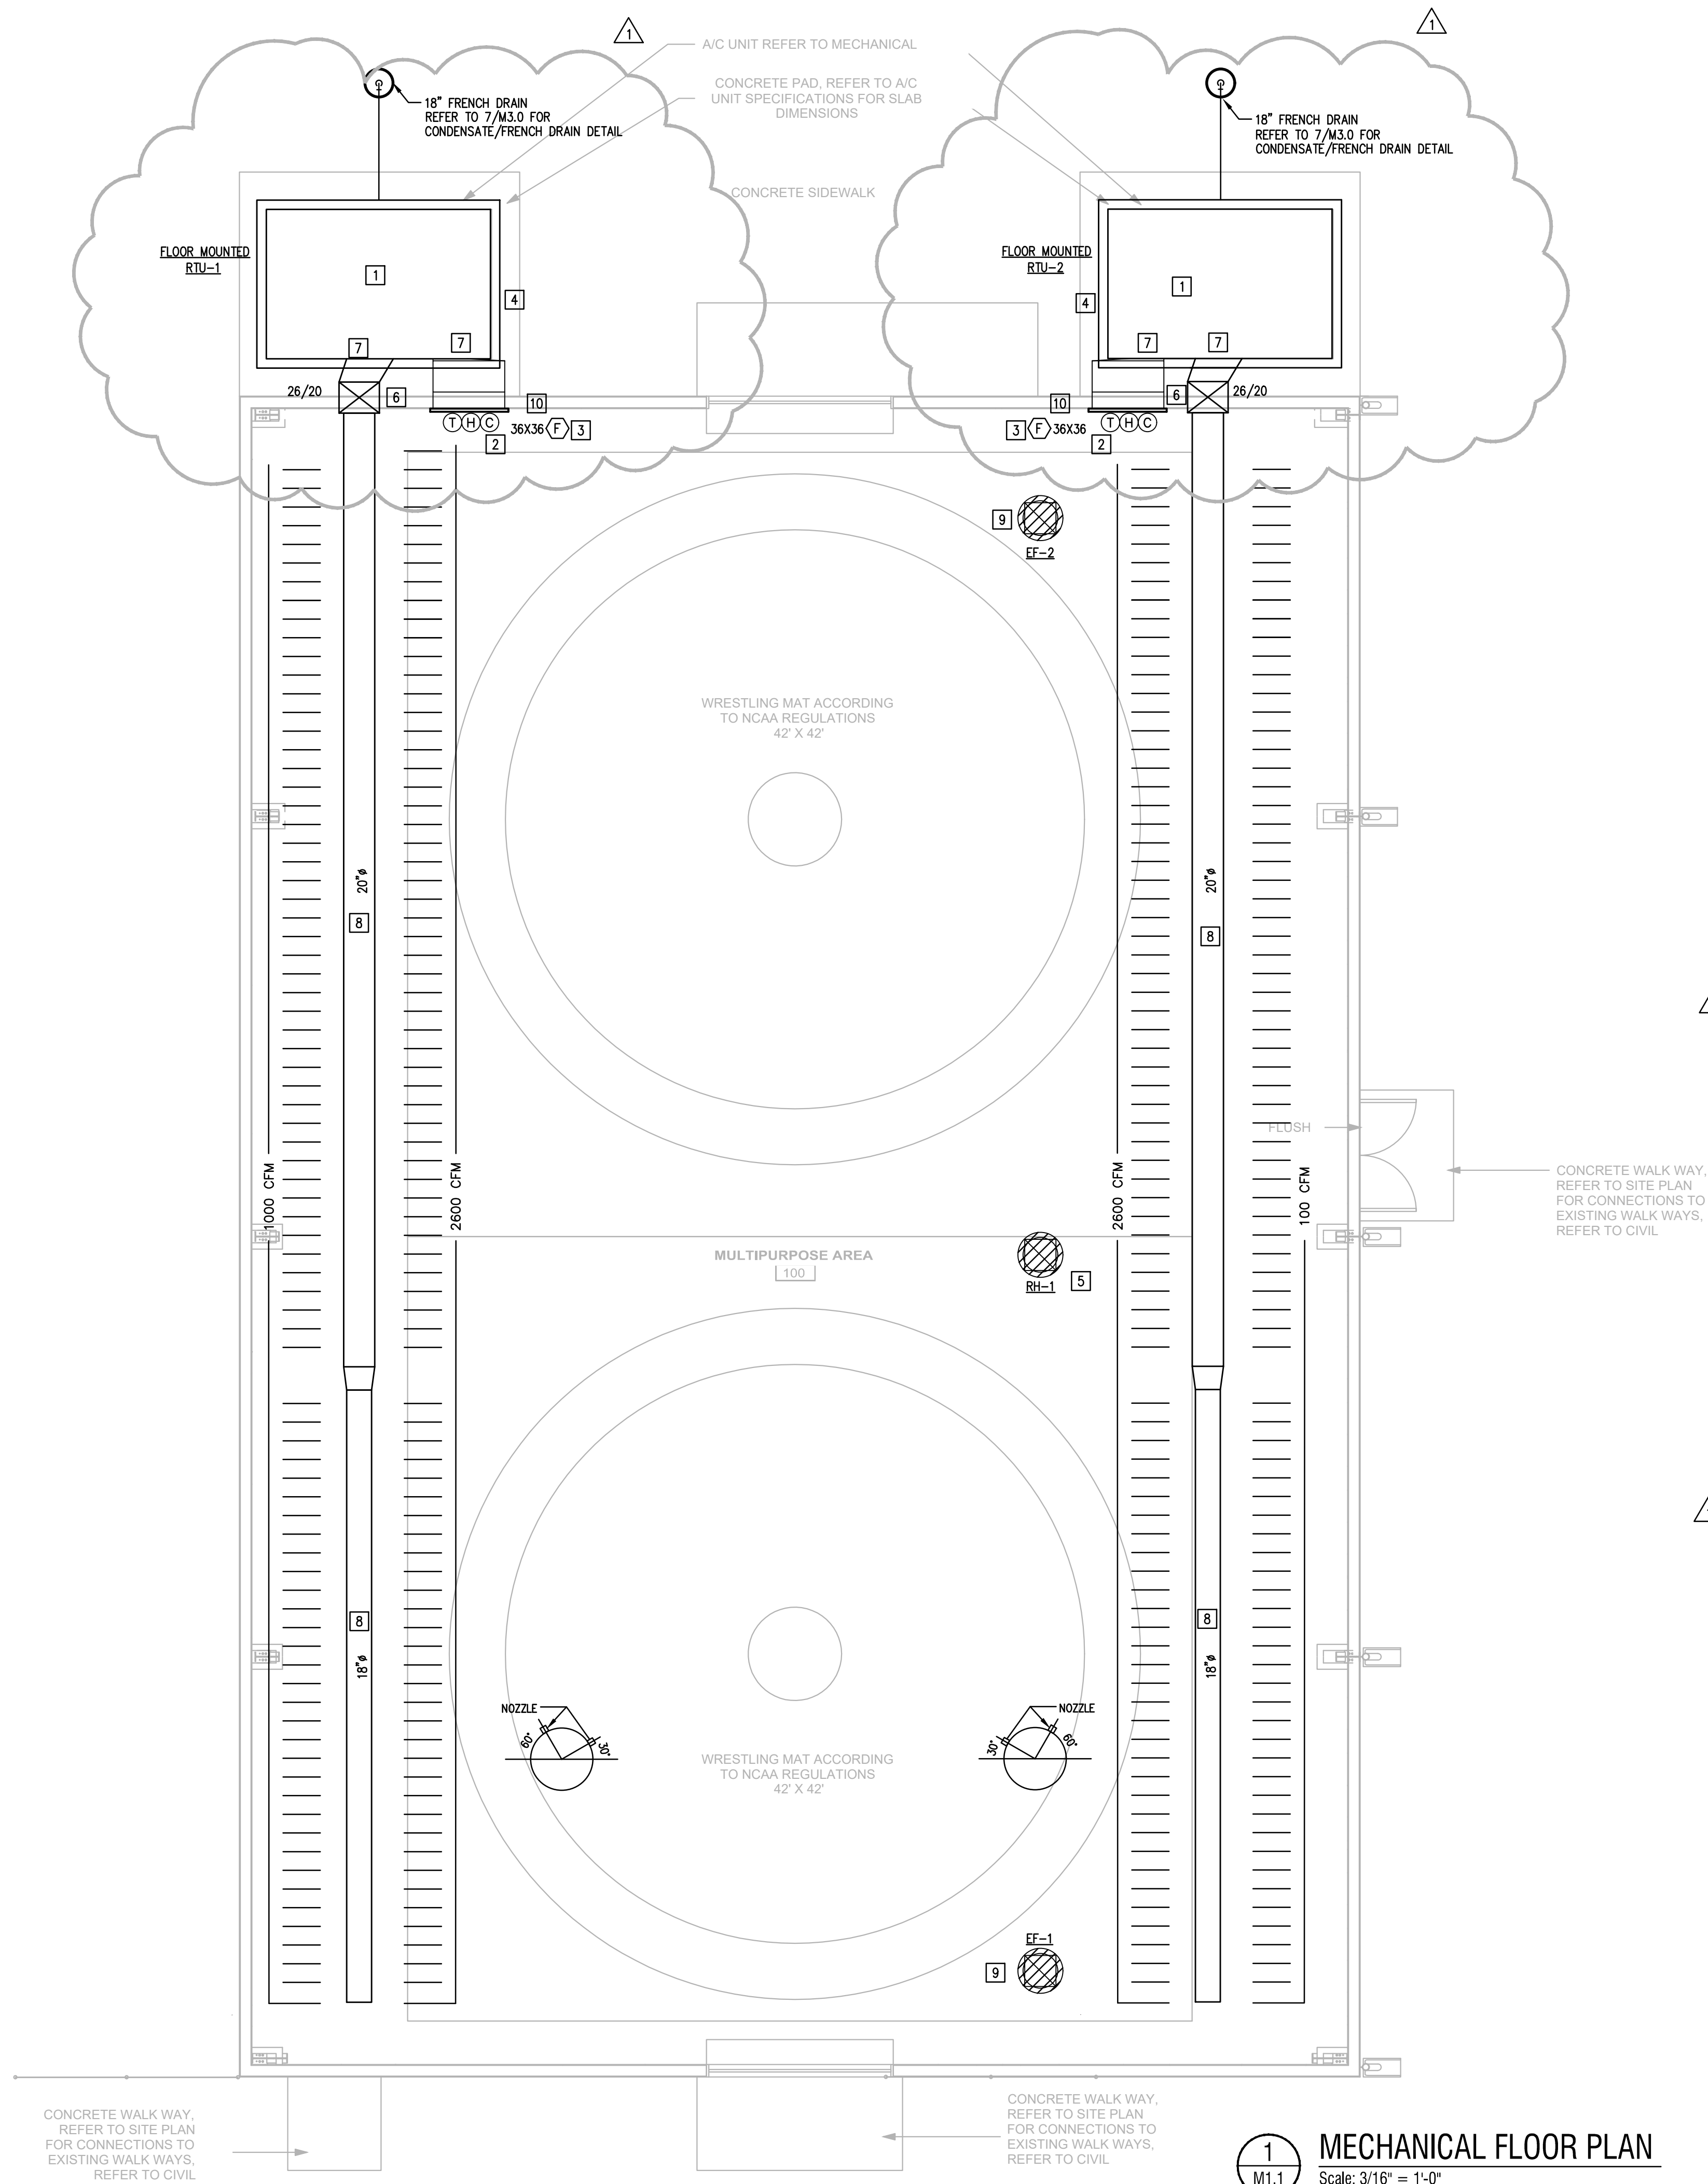 1
1
A/C UNIT REFER TO MECHANICAL
CONCRETE PAD, REFER TO A/C
UNIT SPECIFICATIONS FOR SLAB
DIMENSIONS
18" FRENCH DRAIN
REFER TO 7/M3.0 FOR
CONDENSATE/FRENCH DRAIN DETAIL
18" FRENCH DRAIN
REFER TO 7/M3.0 FOR
CONDENSATE/FRENCH DRAIN DETAIL
CONCRETE SIDEWALK
FLOOR MOUNTED
RTU-1
1
4
7
7
FLOOR MOUNTED
RTU-2
1
4
7
7
26/20
6
10
T H C
36X36 F 3
2
10
6
26/20
3 F 36X36
T H C
2
9
EF-2
WRESTLING MAT ACCORDING
TO NCAA REGULATIONS
42' X 42'
20"ø
8
20"ø
8
FLUSH
1000 CFM
2600 CFM
2600 CFM
100 CFM
CONCRETE WALK WAY,
REFER TO SITE PLAN
FOR CONNECTIONS TO
EXISTING WALK WAYS,
REFER TO CIVIL
MULTIPURPOSE AREA
100
RH-1
5
8
18"ø
8
18"ø
NOZZLE
60°
30°
NOZZLE
30°
60°
WRESTLING MAT ACCORDING
TO NCAA REGULATIONS
42' X 42'
EF-1
9
CONCRETE WALK WAY,
REFER TO SITE PLAN
FOR CONNECTIONS TO
EXISTING WALK WAYS,
REFER TO CIVIL
CONCRETE WALK WAY,
REFER TO SITE PLAN
FOR CONNECTIONS TO
EXISTING WALK WAYS,
REFER TO CIVIL
1
M1.1
MECHANICAL FLOOR PLAN
Scale: 3/16" = 1'-0"